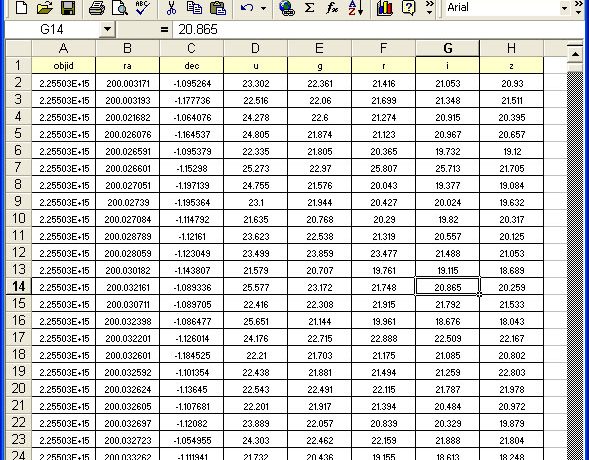 Arial
G14 = 20.865
A B C D E F G H
1 objid ra dec u g r i z
2 2.25503E+15 200.003171 -1.095264 23.302 22.361 21.416 21.053 20.93
3 2.25503E+15 200.003193 -1.177736 22.516 22.06 21.699 21.348 21.511
4 2.25503E+15 200.021682 -1.064076 24.278 22.6 21.274 20.915 20.395
5 2.25503E+15 200.026076 -1.164537 24.805 21.874 21.123 20.967 20.657
6 2.25503E+15 200.026591 -1.095379 22.335 21.805 20.365 19.732 19.12
7 2.25503E+15 200.026601 -1.15298 25.273 22.97 25.807 25.713 21.705
8 2.25503E+15 200.027051 -1.197139 24.755 21.576 20.043 19.377 19.084
9 2.25503E+15 200.02739 -1.195364 23.1 21.944 20.427 20.024 19.632
10 2.25503E+15 200.027084 -1.114792 21.635 20.768 20.29 19.82 20.317
11 2.25503E+15 200.028789 -1.12161 23.623 22.538 21.319 20.557 20.125
12 2.25503E+15 200.028059 -1.123049 23.499 23.859 23.477 21.488 21.053
13 2.25503E+15 200.030182 -1.143807 21.579 20.707 19.761 19.115 18.689
14 2.25503E+15 200.032161 -1.089336 25.577 23.172 21.748 20.865 20.259
15 2.25503E+15 200.030711 -1.089705 22.416 22.308 21.915 21.792 21.533
16 2.25503E+15 200.032398 -1.086477 25.651 21.144 19.961 18.676 18.043
17 2.25503E+15 200.032201 -1.126014 24.176 22.715 22.888 22.509 22.167
18 2.25503E+15 200.032601 -1.184525 22.21 21.703 21.175 21.085 20.802
19 2.25503E+15 200.032592 -1.101354 22.438 21.881 21.494 21.259 22.803
20 2.25503E+15 200.032624 -1.13645 22.543 22.491 22.115 21.787 21.978
21 2.25503E+15 200.032605 -1.107681 22.201 21.917 21.394 20.484 20.972
22 2.25503E+15 200.032697 -1.12082 23.889 22.057 20.839 20.329 19.879
23 2.25503E+15 200.032723 -1.054955 24.303 22.462 22.159 21.888 21.804
24 2.25503E+15 200.033262 -1.111941 21.732 20.436 19.155 18.613 18.248